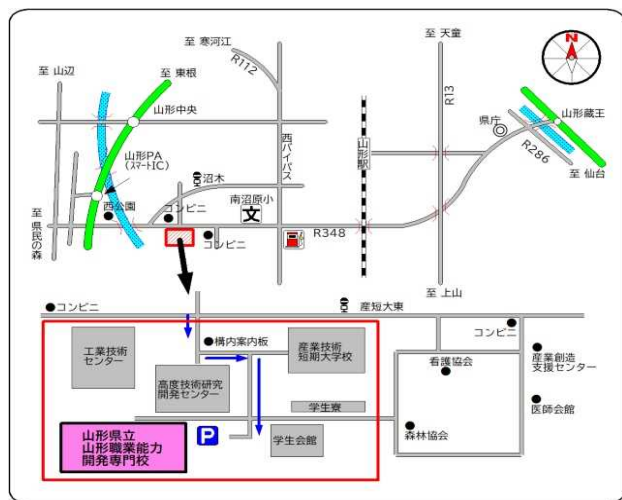 至 寒河江
至 天童
R112
N
至 山辺
至 東根
R13
山形中央
西バイパス
県庁
山形蔵王
山形駅
R286
山形PA
(スマートIC)
沼木
至 仙台
南沼原小
西公園
コンビニ
文
至 県民の森
コンビニ
R348
至 上山
コンビニ
産短大東
構内案内板
コンビニ
工業技術
センター
産業技術
短期大学校
看護協会
産業創造
支援センター
高度技術研究
開発センター
学生寮
医師会館
山形県立
山形職業能力
開発専門校
P
学生会館
森林協会